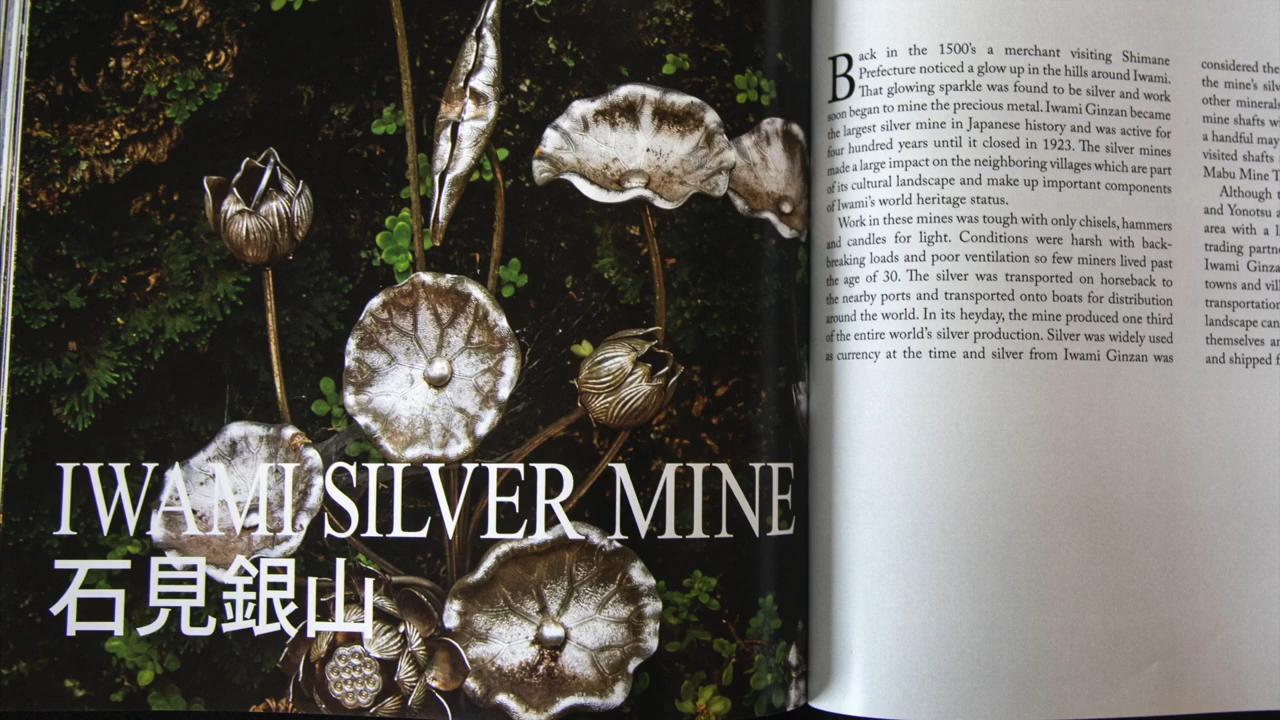 IWAMI SILVER MINE
石見銀山
Back in the 1500's a merchant visiting Shimane
Prefecture noticed a glow up in the hills around Iwami.
That glowing sparkle was found to be silver and work
soon began to mine the precious metal. Iwami Ginzan became
the largest silver mine in Japanese history and was active for
four hundred years until it closed in 1923. The silver mines
made a large impact on the neighboring villages which are part
of its cultural landscape and make up important components
of Iwami's world heritage status.
Work in these mines was tough with only chisels, hammers
and candles for light. Conditions were harsh with back-
breaking loads and poor ventilation so few miners lived past
the age of 30. The silver was transported on horseback to
the nearby ports and transported onto boats for distribution
around the world. In its heyday, the mine produced one third
of the entire world's silver production. Silver was widely used
as currency at the time and silver from Iwami Ginzan was
considered the
the mine's silv
other mineral
mine shafts w
a handful may
visited shafts
Mabu Mine T
Although
and Yonotsu
area with a l
trading partn
Iwami Ginza
towns and vil
transportation
landscape can
themselves a
and shipped f